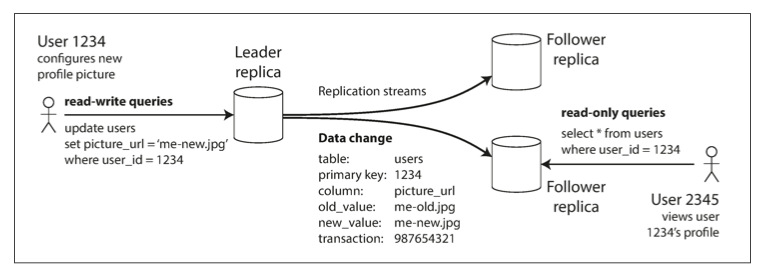 User 1234
configures new
profile picture
read-write queries
update users
set picture_url = ‘me-new.jpg’
where user_id = 1234
Leader
replica
Replication streams
Data change
table: users
primary key: 1234
column: picture_url
old_value: me-old.jpg
new_value: me-new.jpg
transaction: 987654321
Follower
replica
read-only queries
select * from users
where user_id = 1234
Follower
replica
User 2345
views user
1234’s profile